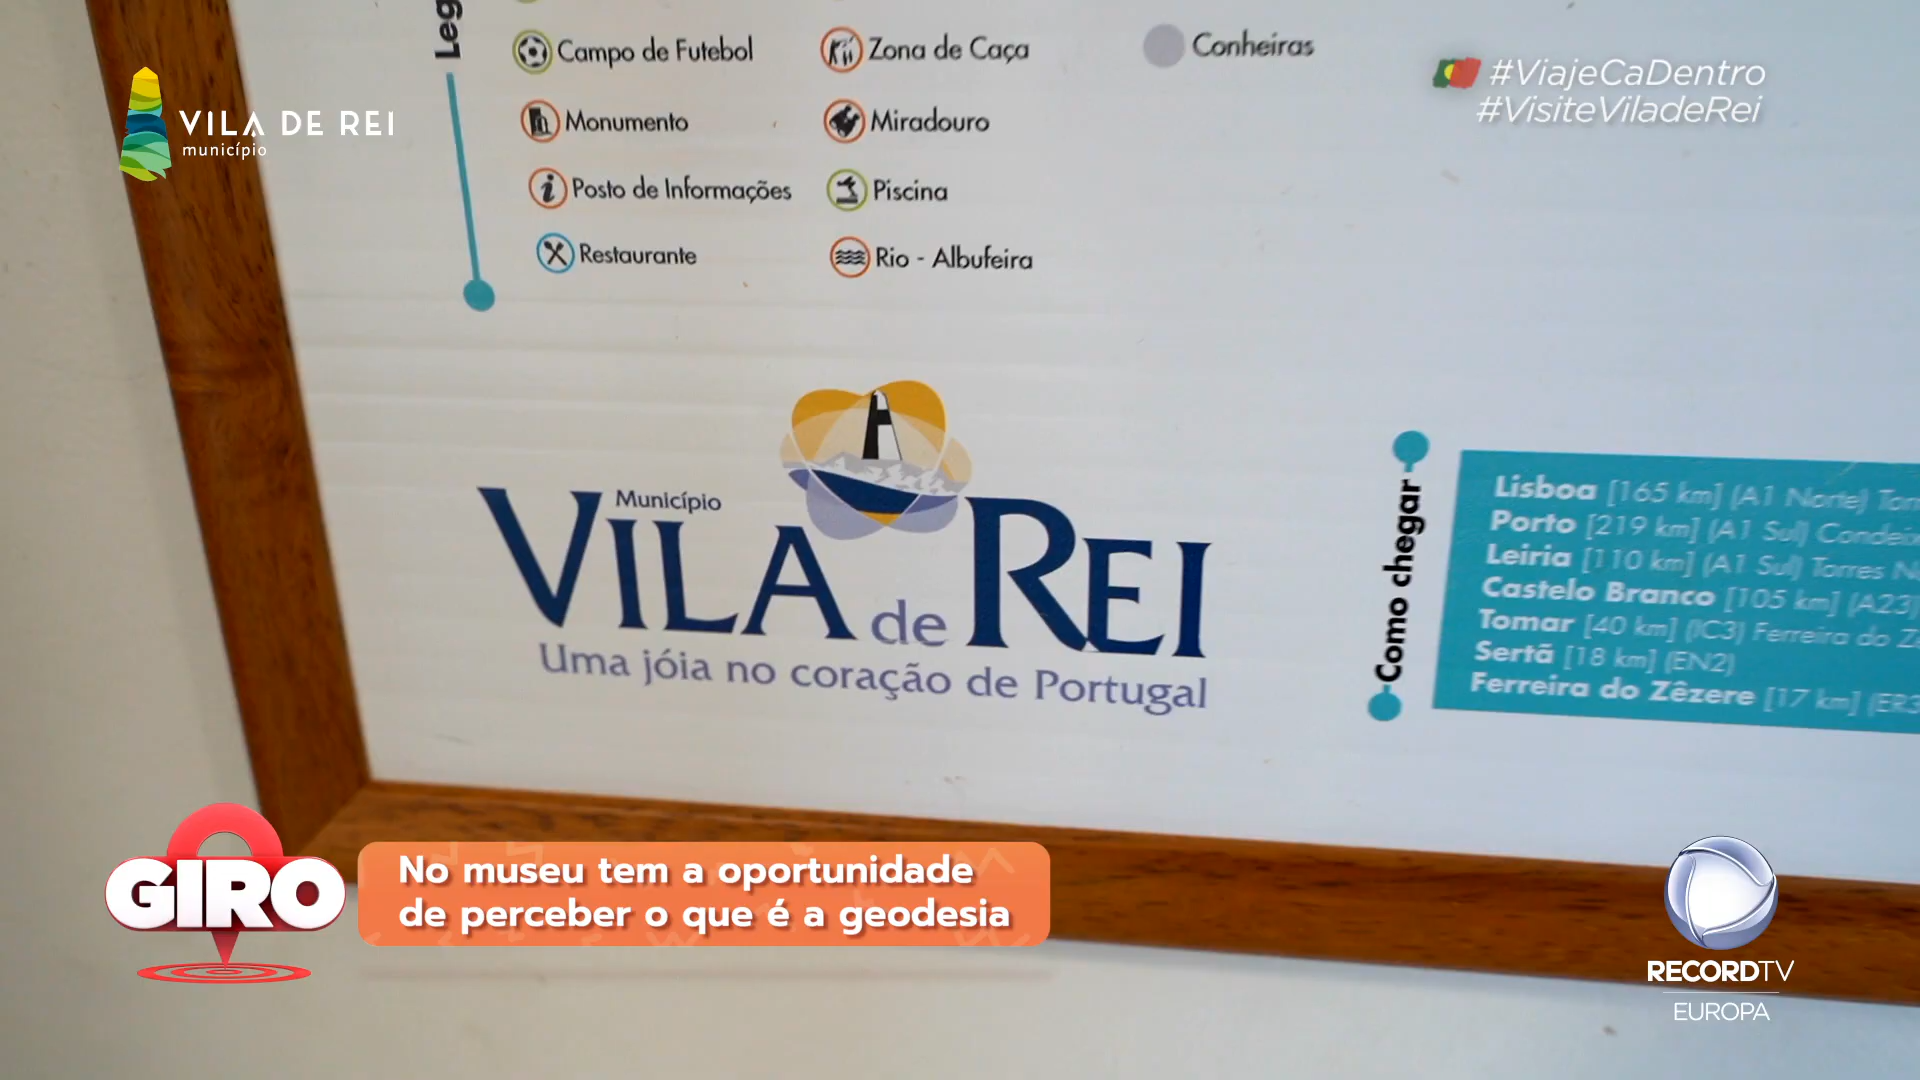 Campo de Futebol
Zona de Caça
Conheiras
Monumento
Miradouro
Posto de Informações
Piscina
Restaurante
Rio - Albufeira
VILA DE REI
município
#ViajeCaDentro
#VisiteViladeRei
Município
VILA de REI
Uma jóia no coração de Portugal
Como chegar
Lisboa [165 km] (A1 Norte)
Porto [219 km] (A1 Sul)
Leiria [110 km] (A1 Sul) Torres
Castelo Branco [105 km] (A23)
Tomar [40 km] (IC3) Ferreira do
Sertã [18 km] (EN2)
Ferreira do Zêzere [17 km]
GIRO
No museu tem a oportunidade
de perceber o que é a geodesia
RECORDTV
EUROPA